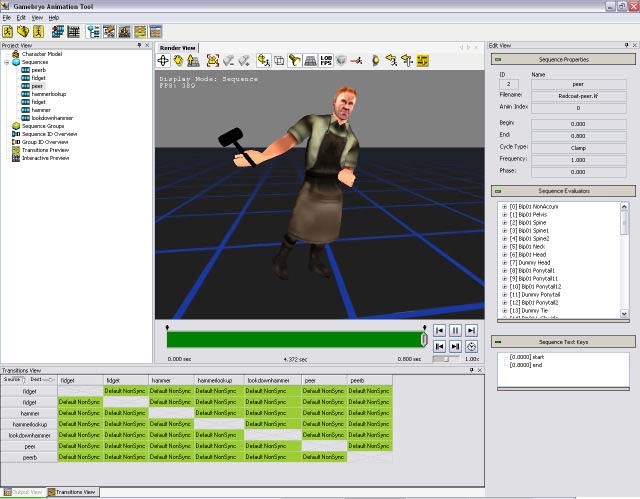 Gamebryo Animation Tool
File Edit View Help
Project View
Character Model
Sequences
peerb
fidget
peer
hammerlookup
fidget
hammer
lookdownhammer
Sequence Groups
Sequence ID Overview
Group ID Overview
Transitions Preview
Interactive Preview
Render View
LOB
FPS
Display Mode: Sequence
FPS: 389
0.000 sec 4.372 sec 0.800 sec 1.00x
Edit View
Sequence Properties
ID Name
2 peer
Filename: Redcoat-peer.kf
Anim Index 0
Begin: 0.000
End: 0.800
Cycle Type: Clamp
Frequency: 1.000
Phase: 0.000
Sequence Evaluators
[0] Bip01 NonAccum
[1] Bip01 Pelvis
[2] Bip01 Spine
[3] Bip01 Spine1
[4] Bip01 Spine2
[5] Bip01 Neck
[6] Bip01 Head
[7] Dummy Head
[8] Bip01 Ponytail1
[9] Bip01 Ponytail11
[10] Bip01 Ponytail12
[11] Dummy Ponytail
[12] Bip01 Ponytail2
[13] Dummy Tie
Sequence Text Keys
[0.0000] start
[0.8000] end
Transitions View
Source Dest fidget fidget hammer hammerlookup lookdownhammer peer peerb
fidget Default NonSync Default NonSync Default NonSync Default NonSync Default NonSync Default NonSync
fidget Default NonSync Default NonSync Default NonSync Default NonSync Default NonSync Default NonSync
hammer Default NonSync Default NonSync Default NonSync Default NonSync Default NonSync Default NonSync
hammerlookup Default NonSync Default NonSync Default NonSync Default NonSync Default NonSync Default NonSync
lookdownhammer Default NonSync Default NonSync Default NonSync Default NonSync Default NonSync Default NonSync
peer Default NonSync Default NonSync Default NonSync Default NonSync Default NonSync Default NonSync
peerb Default NonSync Default NonSync Default NonSync Default NonSync Default NonSync Default NonSync
Output View Transitions View